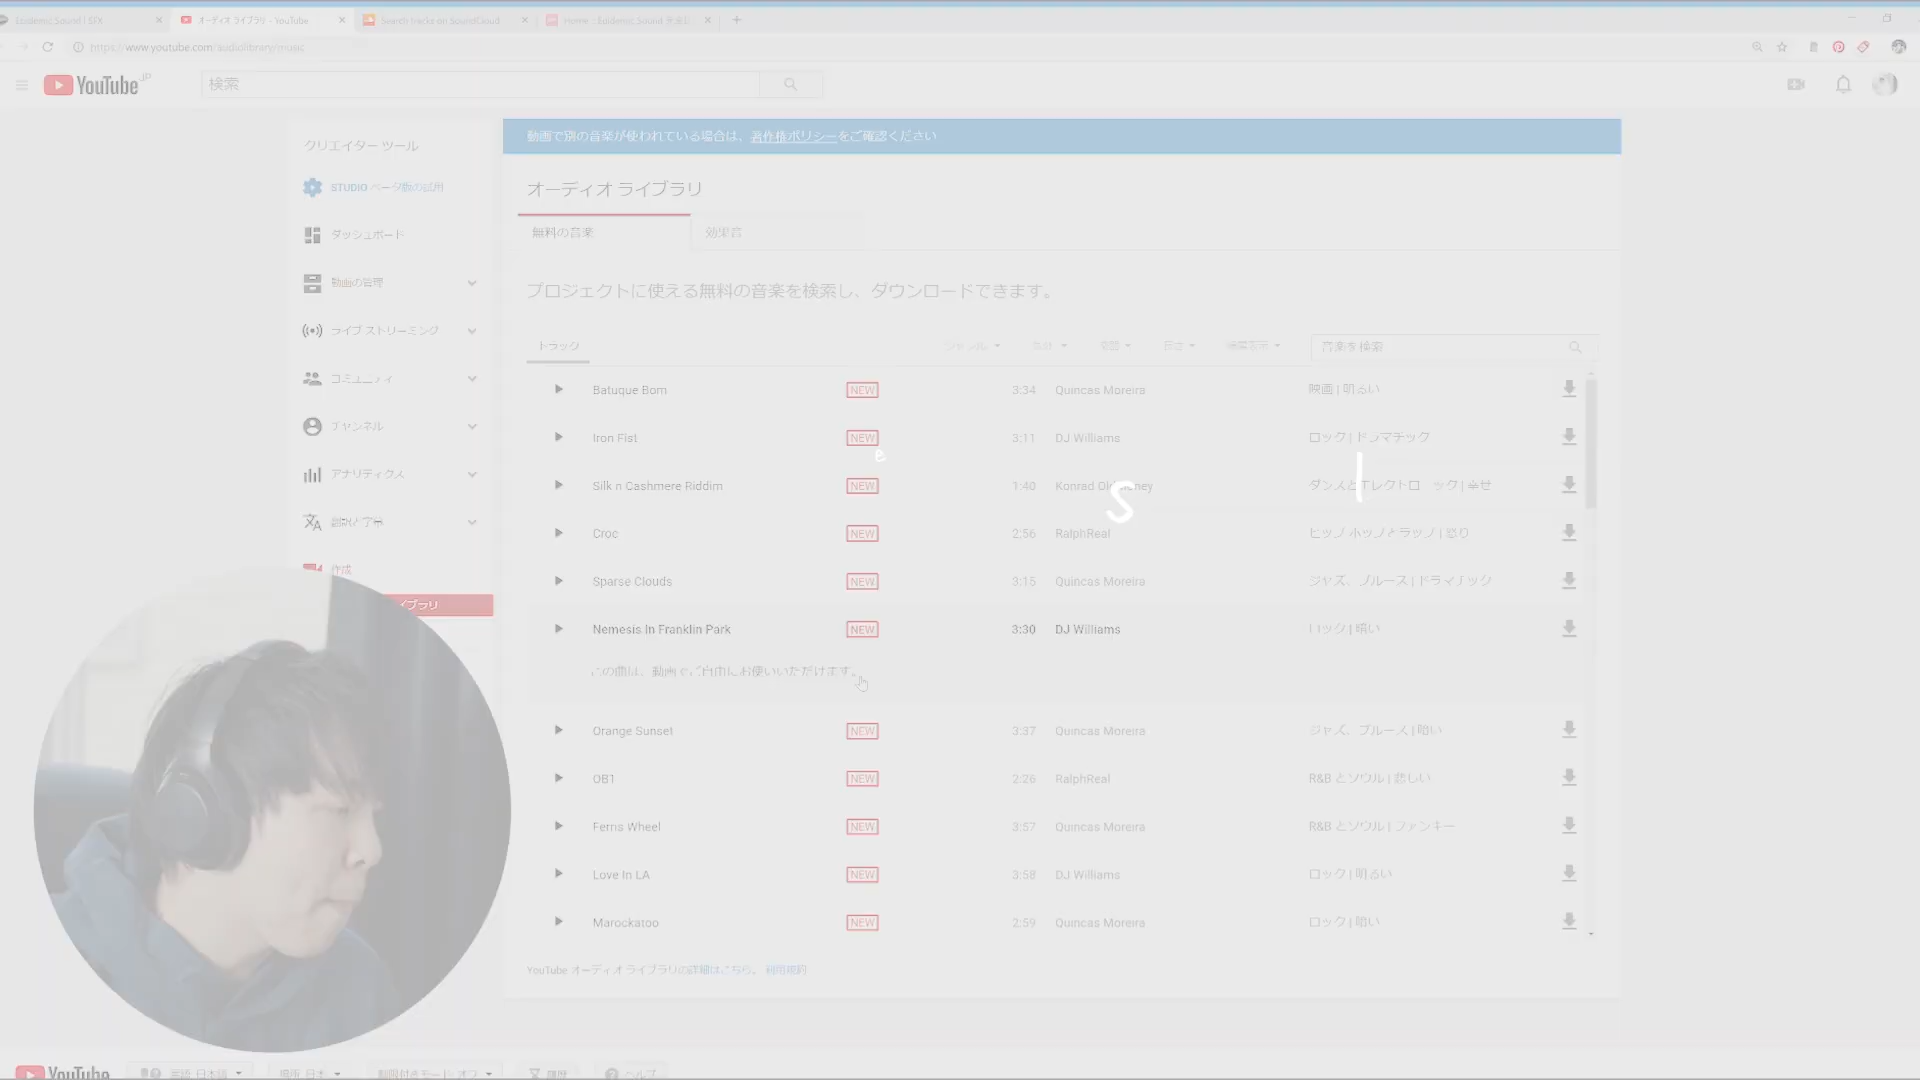 Epidemic Sound | SFX
オーディオ ライブラリ - YouTube
Search tracks on SoundCloud
Home - Epidemic Sound
https://www.youtube.com/audiolibrary/music
YouTube JP
検索
クリエイター ツール
動画で別の音楽が使われている場合は、著作権ポリシーをご確認ください
STUDIO ベータ版の試用
オーディオ ライブラリ
ダッシュボード
無料の音楽 効果音
動画の管理
プロジェクトに使える無料の音楽を検索し、ダウンロードできます。
ライブ ストリーミング
トラック ジャンル 気分 楽器 長さ 帰属表示 音楽を検索
コミュニティ
Batuque Bom NEW 3:34 Quincas Moreira 映画 | 明るい
チャンネル
Iron Fist NEW 3:11 DJ Williams ロック | ドラマチック
e
アナリティクス
Silk n Cashmere Riddim NEW 1:40 Konrad OldMoney ダンスとエレクトロニック | 幸せ
S
l
翻訳と字幕
Croc NEW 2:56 RalphReal ヒップ ホップとラップ | 怒り
作成
Sparse Clouds NEW 3:15 Quincas Moreira ジャズ、ブルース | ドラマチック
イブラリ
Nemesis In Franklin Park NEW 3:30 DJ Williams ロック | 暗い
この曲は、動画でご自由にお使いいただけます。
Orange Sunset NEW 3:37 Quincas Moreira ジャズ、ブルース | 暗い
OB1 NEW 2:26 RalphReal R&B とソウル | 悲しい
Ferris Wheel NEW 3:57 Quincas Moreira R&B とソウル | ファンキー
Love In LA NEW 3:58 DJ Williams ロック | 明るい
Marockatoo NEW 2:59 Quincas Moreira ロック | 暗い
YouTube オーディオ ライブラリの詳細はこちら。 利用規約
YouTube 言語: 日本語 場所: 日本 制限付きモード: オフ 履歴 ヘルプ